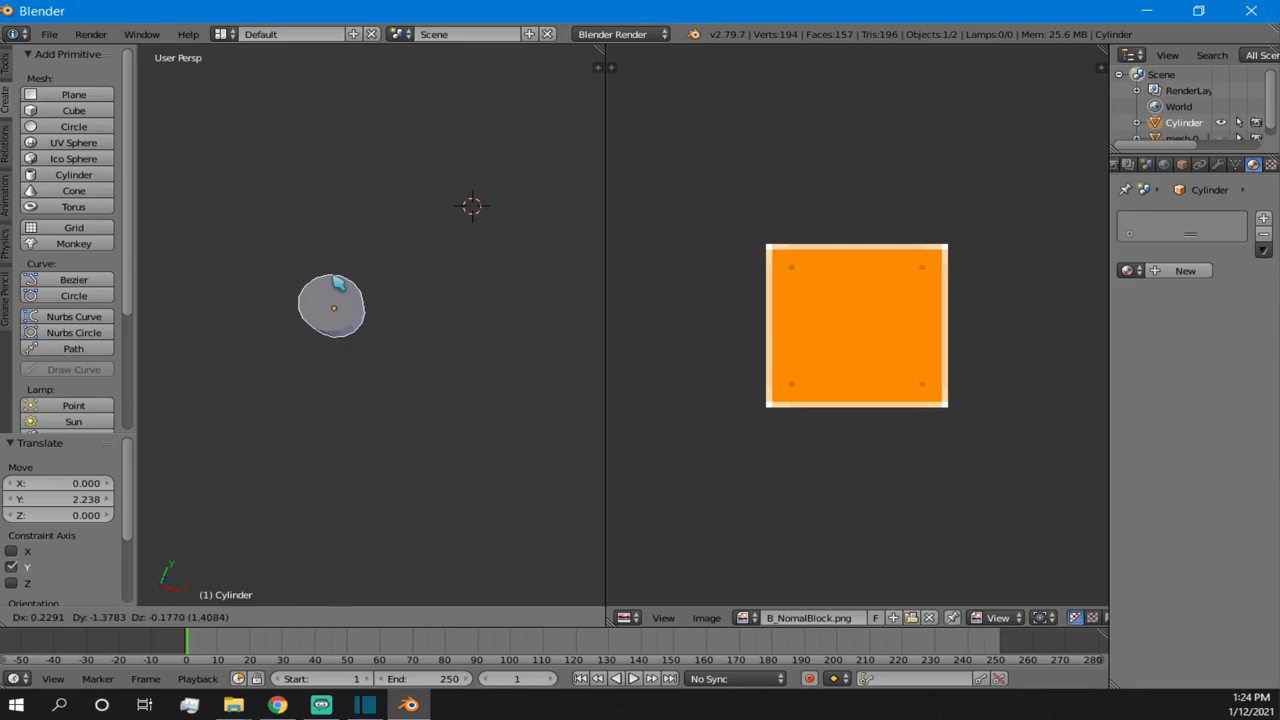 Blender
File Render Window Help Default Scene Blender Render v2.79.7 | Verts:194 | Faces:157 | Tris:196 | Objects:1/2 | Lamps:0/0 | Mem: 25.6 MB | Cylinder
Add Primitive
Mesh:
Plane
Cube
Circle
UV Sphere
Ico Sphere
Cylinder
Cone
Torus
Grid
Monkey
Curve:
Bezier
Circle
Nurbs Curve
Nurbs Circle
Path
Draw Curve
Lamp:
Point
Sun
Tools
Create
Relations
Animation
Physics
Grease Pencil
Translate
Move
X: 0.000
Y: 2.238
Z: 0.000
Constraint Axis
X
Y
Z
Orientation
User Persp
y
(1) Cylinder
Dx: 0.2291 Dy: -1.3783 Dz: -0.1770 (1.4084)
View Image B_NomalBlock.png F View
View Search All Scen
Scene
RenderLay
World
Cylinder
mesh 0
Cylinder
New
-50 -40 -30 -20 -10 0 10 20 30 40 50 60 70 80 90 100 110 120 130 140 150 160 170 180 190 200 210 220 230 240 250 260 270 280
View Marker Frame Playback Start: 1 End: 250 1 No Sync
1:24 PM
1/12/2021